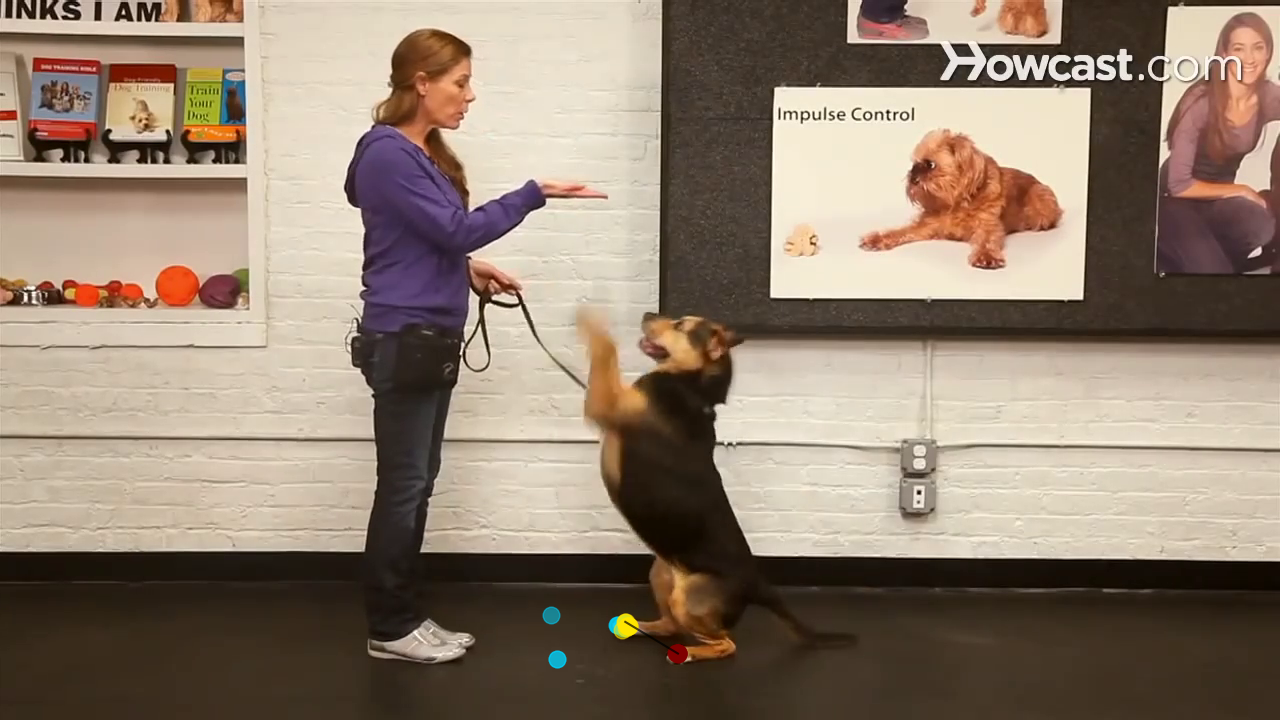 INKS I AM
DOG TRAINING BIBLE
Dog-Friendly
Dog Training
Train
Your
Dog
Howcast.com
Impulse Control